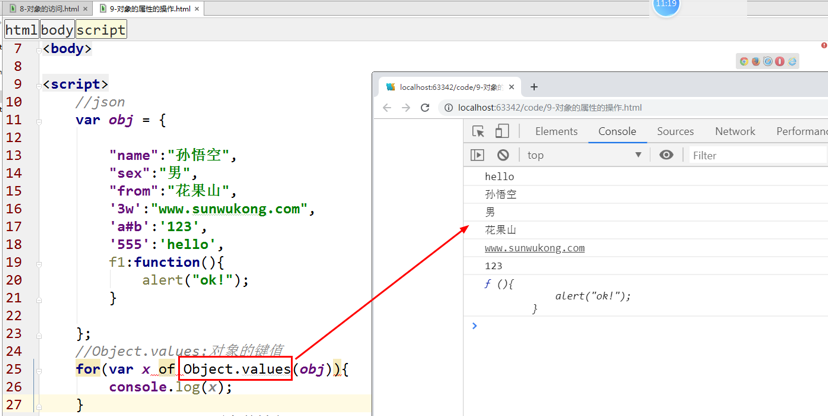 8-对象的访问.html
9-对象的属性的操作.html
11:19
html body script
7 <body>
8
9 <script>
10 //json
11 var obj = {
12
13 "name":"孙悟空",
14 "sex":"男",
15 "from":"花果山",
16 '3w':"www.sunwukong.com",
17 'a#b':'123',
18 '555':'hello',
19 f1:function(){
20 alert("ok!");
21 }
22
23 };
24 //Object.values:对象的键值
25 for(var x of Object.values(obj)){
26 console.log(x);
27 }
localhost:63342/code/9-对象
localhost:63342/code/9-对象的属性的操作.html
Elements Console Sources Network Performanc
top Filter
hello
孙悟空
男
花果山
www.sunwukong.com
123
f (){
alert("ok!");
}